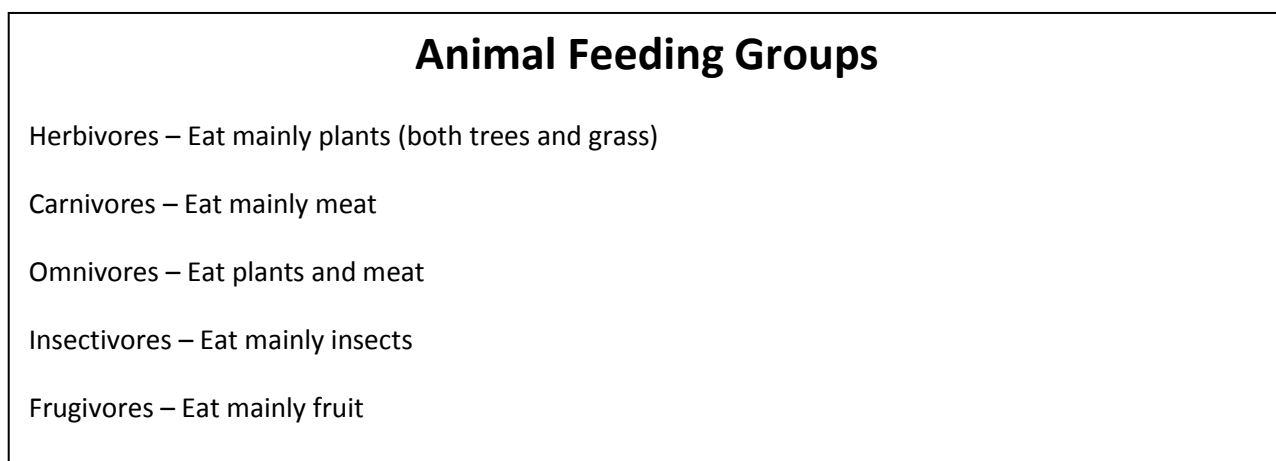 Animal Feeding Groups
Herbivores – Eat mainly plants (both trees and grass)
Carnivores – Eat mainly meat
Omnivores – Eat plants and meat
Insectivores – Eat mainly insects
Frugivores – Eat mainly fruit